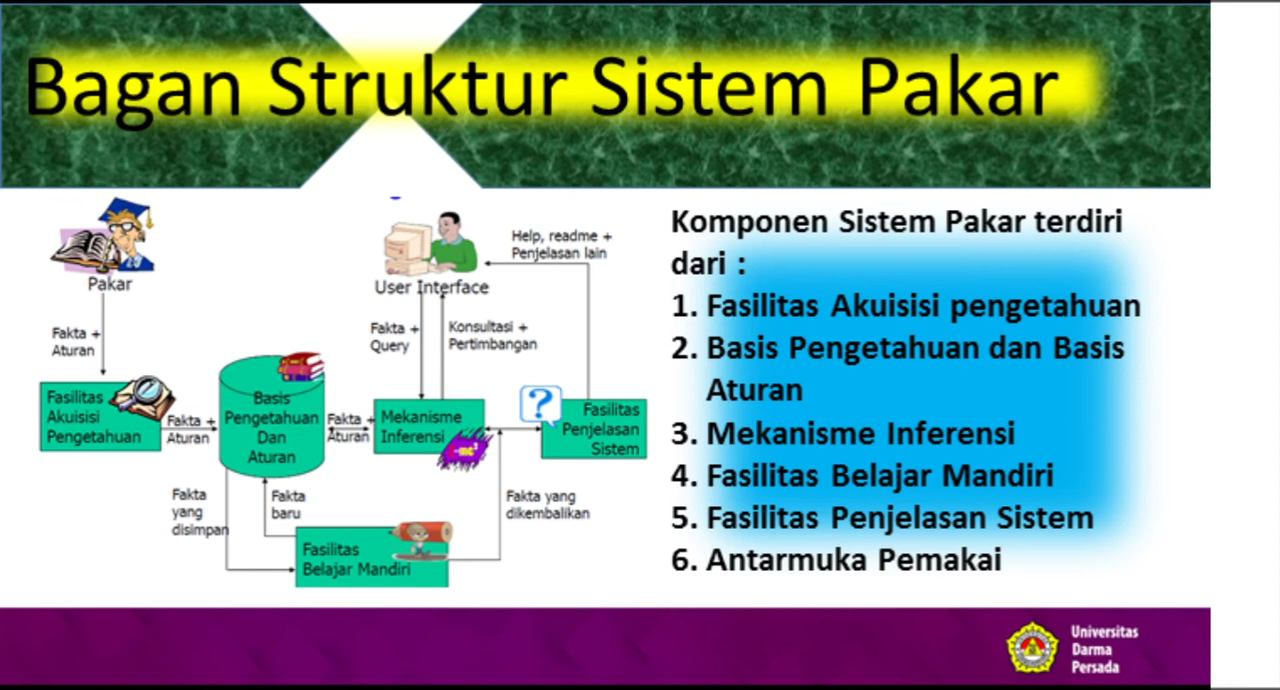 Bagan Struktur Sistem Pakar
Pakar
Fakta +
Aturan
Fasilitas
Akuisisi
Pengetahuan
Fakta +
Aturan
Basis
Pengetahuan
Dan
Aturan
Fakta +
Aturan
User Interface
Help, readme +
Penjelasan lain
Fakta +
Query
Konsultasi +
Pertimbangan
Mekanisme
Inferensi
?
Fasilitas
Penjelasan
Sistem
Fakta
yang
disimpan
Fakta
baru
Fakta yang
dikembalikan
Fasilitas
Belajar Mandiri
Komponen Sistem Pakar terdiri
dari :
1. Fasilitas Akuisisi pengetahuan
2. Basis Pengetahuan dan Basis
Aturan
3. Mekanisme Inferensi
4. Fasilitas Belajar Mandiri
5. Fasilitas Penjelasan Sistem
6. Antarmuka Pemakai
Universitas
Darma
Persada